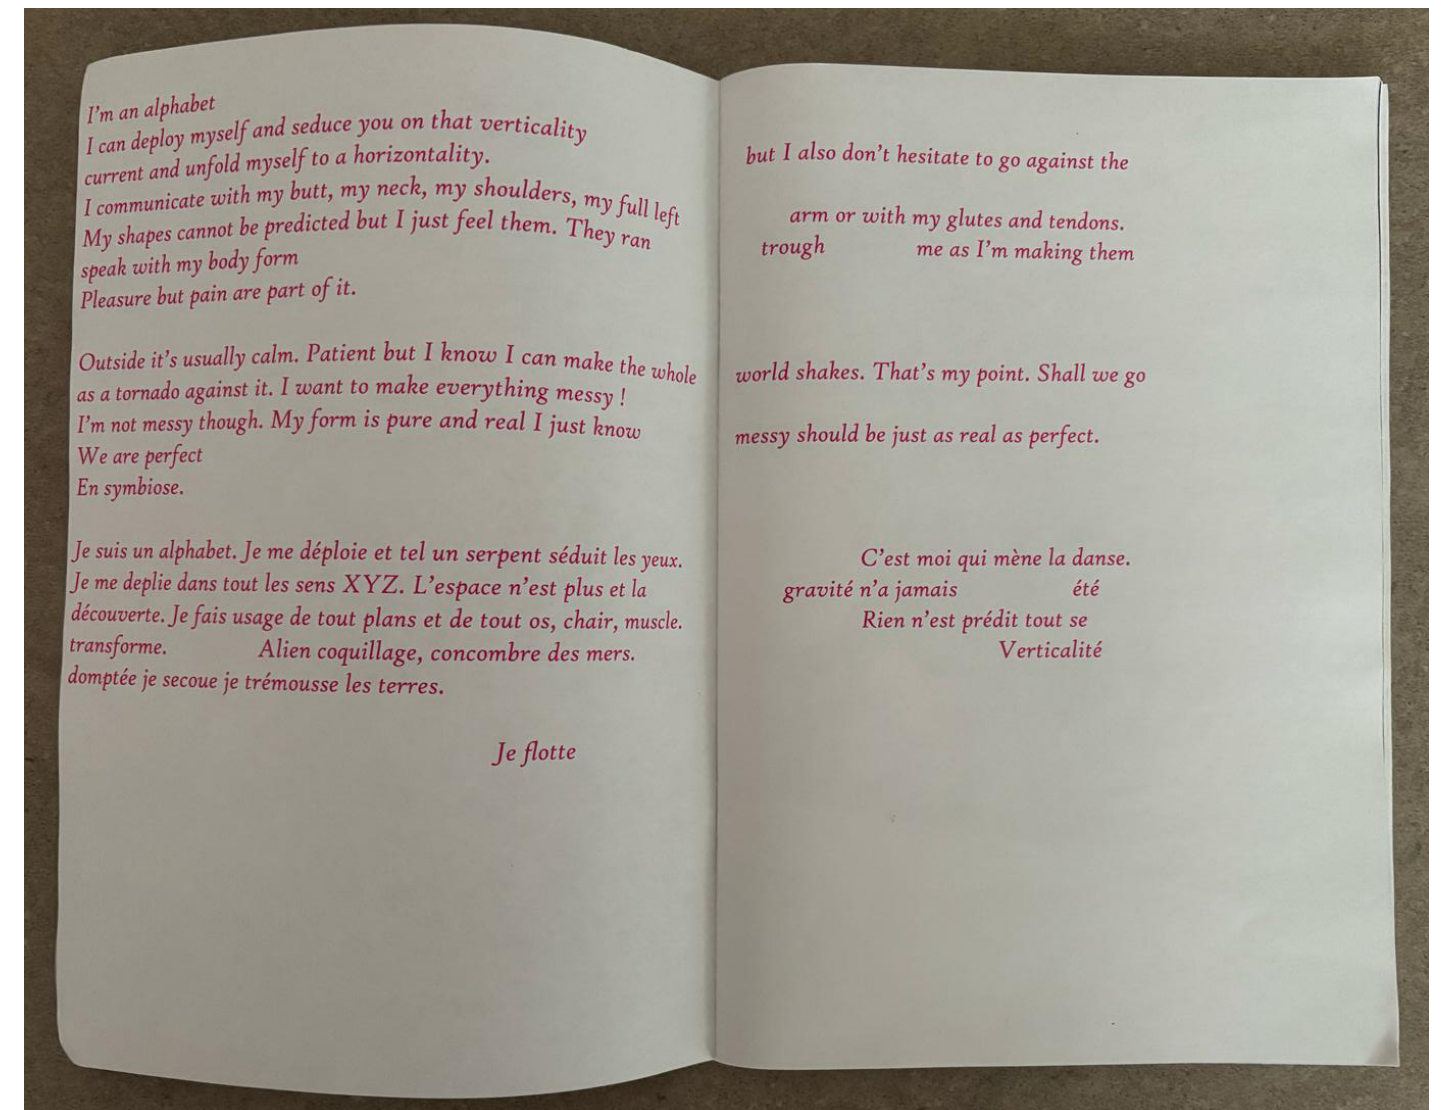 I'm an alphabet
I can deploy myself and seduce you on that verticality but I also don't hesitate to go against the
current and unfold myself to a horizontality.
I communicate with my butt, my neck, my shoulders, my full left arm or with my glutes and tendons.
My shapes cannot be predicted but I just feel them. They ran trough me as I'm making them
speak with my body form
Pleasure but pain are part of it.
Outside it's usually calm. Patient but I know I can make the whole world shakes. That's my point. Shall we go
as a tornado against it. I want to make everything messy !
I'm not messy though. My form is pure and real I just know messy should be just as real as perfect.
We are perfect
En symbiose.
Je suis un alphabet. Je me déploie et tel un serpent séduit les yeux. C'est moi qui mène la danse.
Je me deplie dans tout les sens XYZ. L'espace n'est plus et la gravité n'a jamais été
découverte. Je fais usage de tout plans et de tout os, chair, muscle. Rien n'est prédit tout se
transforme. Alien coquillage, concombre des mers. Verticalité
domptée je secoue je trémousse les terres.
Je flotte